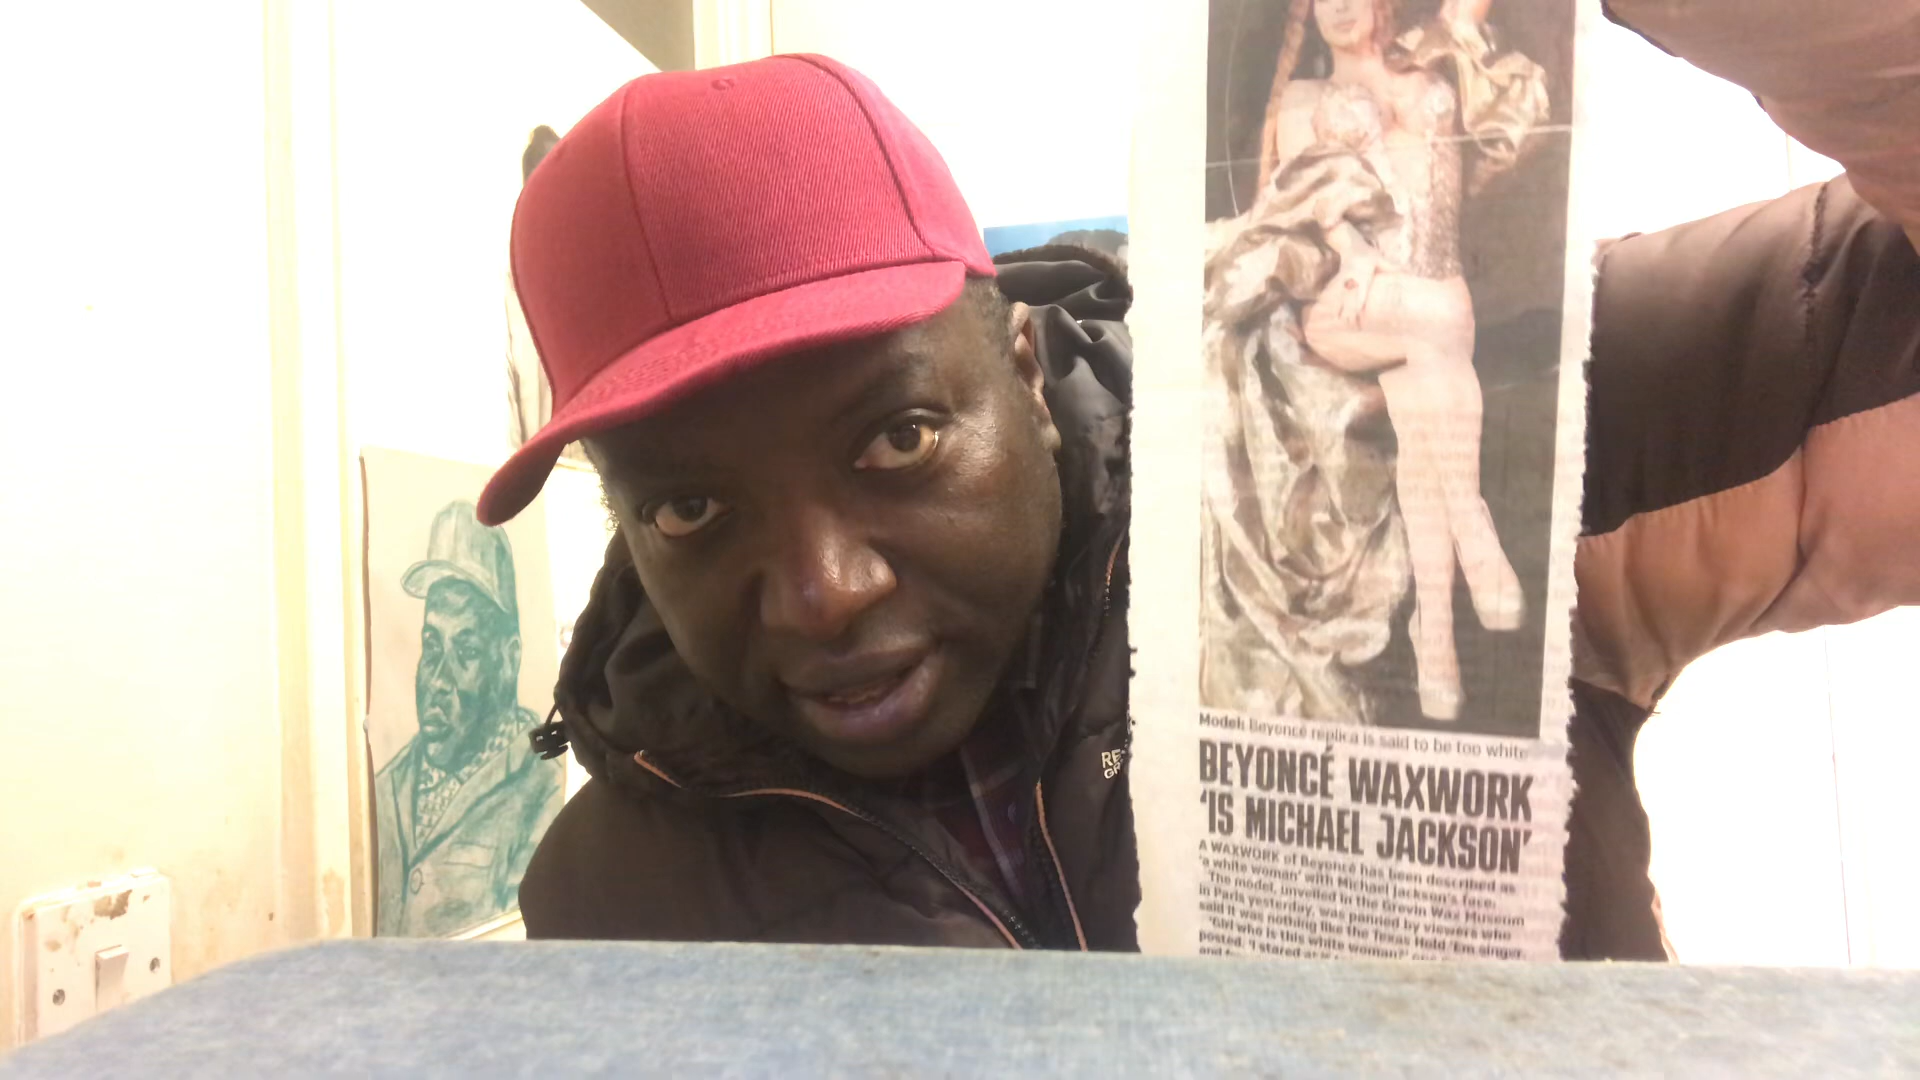 RE-
GR
Model: Beyoncé replica is said to be too white
BEYONCÉ WAXWORK
‘IS MICHAEL JACKSON’
A WAXWORK of Beyoncé has been described as
‘a white woman’ with Michael Jackson’s face.
The model, unveiled in the Grevin Wax Museum
in Paris yesterday, was panned by viewers who
said it was nothing like the Texas Hold ’Em singer.
‘Girl who is this white woman?’ one
posted. ‘I stared at
and